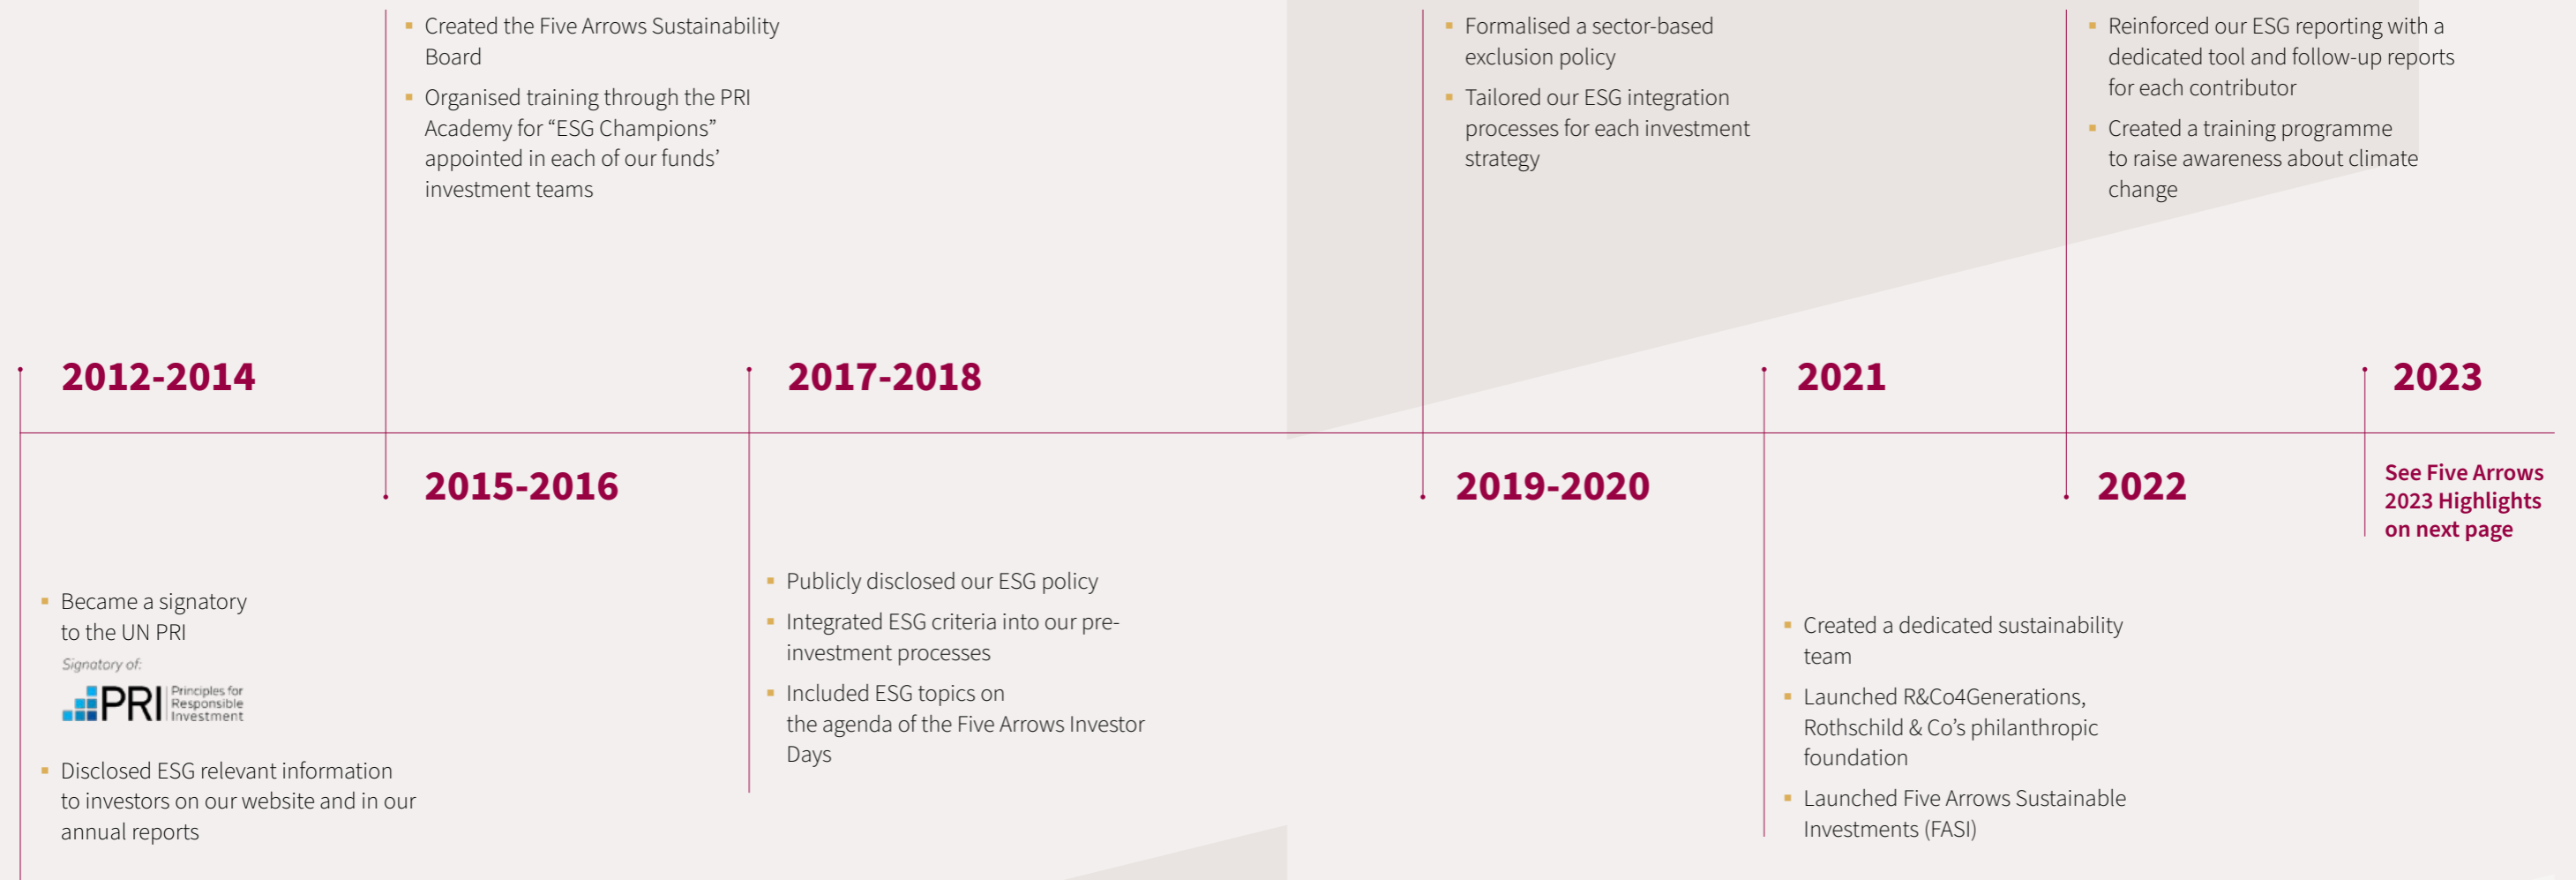 Created the Five Arrows Sustainability
Board
Organised training through the PRI
Academy for “ESG Champions”
appointed in each of our funds’
investment teams
Formalised a sector-based
exclusion policy
Tailored our ESG integration
processes for each investment
strategy
Reinforced our ESG reporting with a
dedicated tool and follow-up reports
for each contributor
Created a training programme
to raise awareness about climate
change
2012-2014
2017-2018
2021
2023
2015-2016
2019-2020
2022
See Five Arrows
2023 Highlights
on next page
Became a signatory
to the UN PRI
Signatory of:
PRI
Principles for
Responsible
Investment
Disclosed ESG relevant information
to investors on our website and in our
annual reports
Publicly disclosed our ESG policy
Integrated ESG criteria into our pre-
investment processes
Included ESG topics on
the agenda of the Five Arrows Investor
Days
Created a dedicated sustainability
team
Launched R&Co4Generations,
Rothschild & Co’s philanthropic
foundation
Launched Five Arrows Sustainable
Investments (FASI)